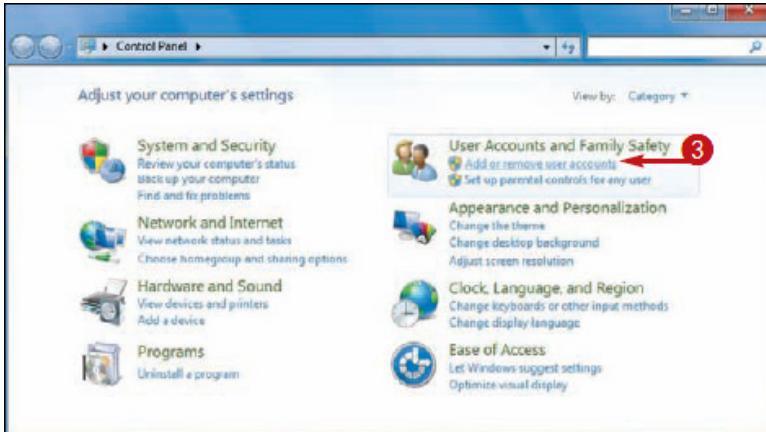 Control Panel
Adjust your computer's settings
View by: Category
System and Security
Review your computer's status
Back up your computer
Find and fix problems
Network and Internet
View network status and tasks
Choose homegroup and sharing options
Hardware and Sound
View devices and printers
Add a device
Programs
Uninstall a program
User Accounts and Family Safety
Add or remove user accounts
3
Set up parental controls for any user
Appearance and Personalization
Change the theme
Change desktop background
Adjust screen resolution
Clock, Language, and Region
Change keyboards or other input methods
Change display language
Ease of Access
Let Windows suggest settings
Optimize visual display